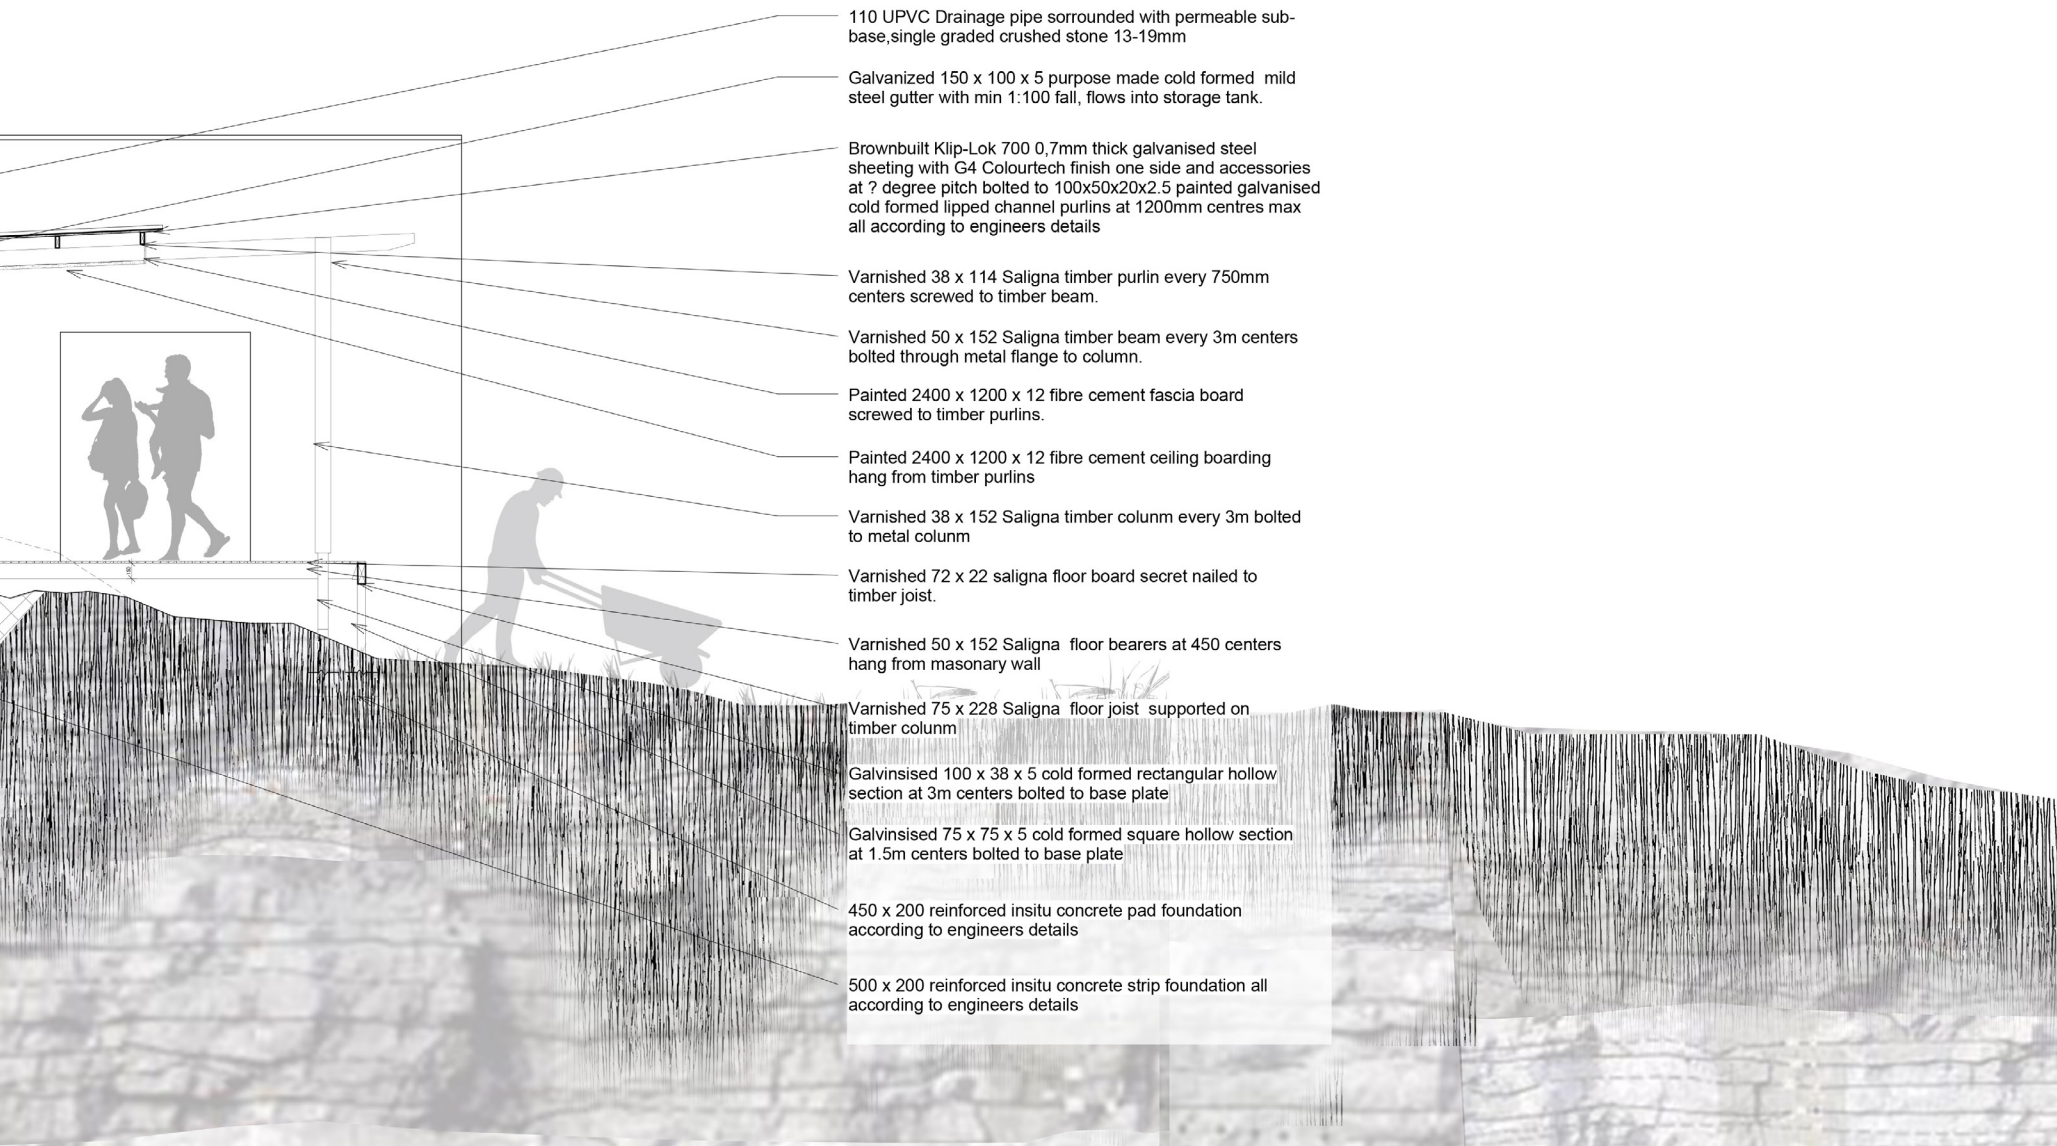 110 UPVC Drainage pipe sorrounded with permeable sub-
base,single graded crushed stone 13-19mm
Galvanized 150 x 100 x 5 purpose made cold formed  mild
steel gutter with min 1:100 fall, flows into storage tank.
Brownbuilt Klip-Lok 700 0,7mm thick galvanised steel
sheeting with G4 Colourtech finish one side and accessories
at ? degree pitch bolted to 100x50x20x2.5 painted galvanised
cold formed lipped channel purlins at 1200mm centres max
all according to engineers details
Varnished 38 x 114 Saligna timber purlin every 750mm
centers screwed to timber beam.
Varnished 50 x 152 Saligna timber beam every 3m centers
bolted through metal flange to column.
Painted 2400 x 1200 x 12 fibre cement fascia board
screwed to timber purlins.
Painted 2400 x 1200 x 12 fibre cement ceiling boarding
hang from timber purlins
Varnished 38 x 152 Saligna timber colunm every 3m bolted
to metal colunm
Varnished 72 x 22 saligna floor board secret nailed to
timber joist.
Varnished 50 x 152 Saligna  floor bearers at 450 centers
hang from masonary wall
Varnished 75 x 228 Saligna  floor joist  supported on
timber colunm
Galvinsised 100 x 38 x 5 cold formed rectangular hollow
section at 3m centers bolted to base plate
Galvinsised 75 x 75 x 5 cold formed square hollow section
at 1.5m centers bolted to base plate
450 x 200 reinforced insitu concrete pad foundation
according to engineers details
500 x 200 reinforced insitu concrete strip foundation all
according to engineers details